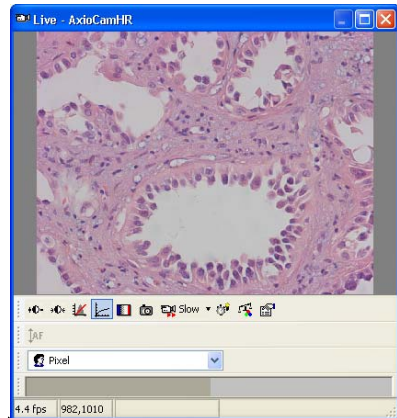 Live - AxioCamHR
Slow
AF
Pixel
4.4 fps 982,1010